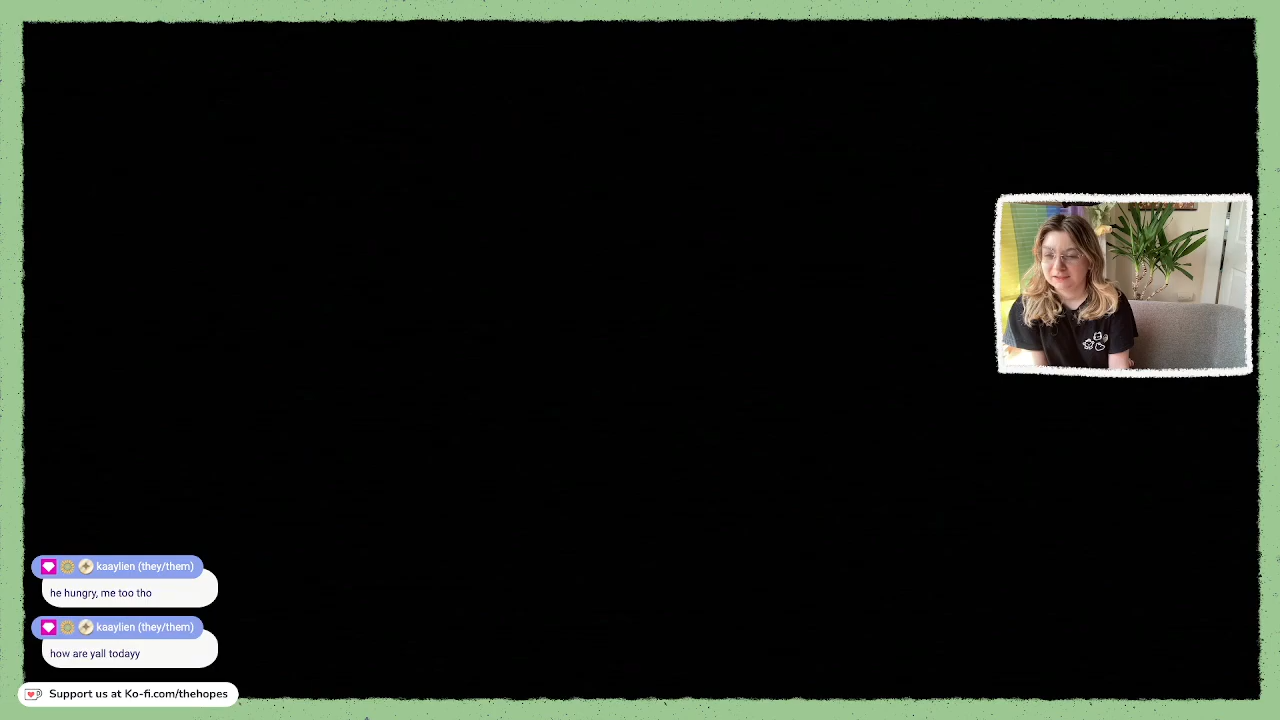 kaaylien (they/them)
he hungry, me too tho
kaaylien (they/them)
how are yall todayy
Support us at Ko-fi.com/thehopes